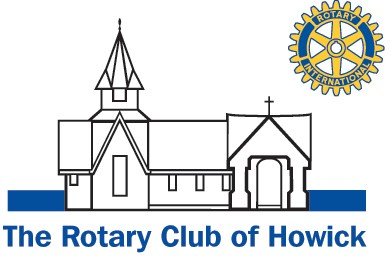 ROTARY
INTERNATIONAL
The Rotary Club of Howick